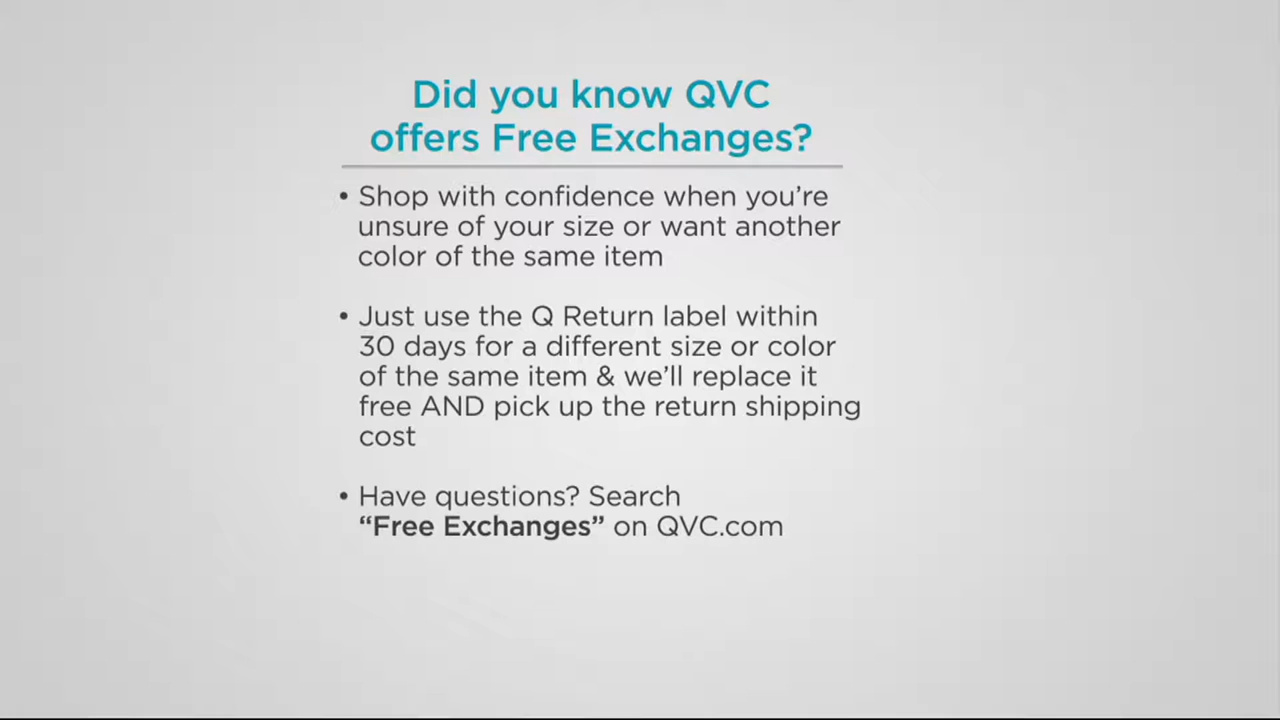 Did you know QVC
offers Free Exchanges?
• Shop with confidence when you’re
unsure of your size or want another
color of the same item
• Just use the Q Return label within
30 days for a different size or color
of the same item & we’ll replace it
free AND pick up the return shipping
cost
• Have questions? Search
“Free Exchanges” on QVC.com